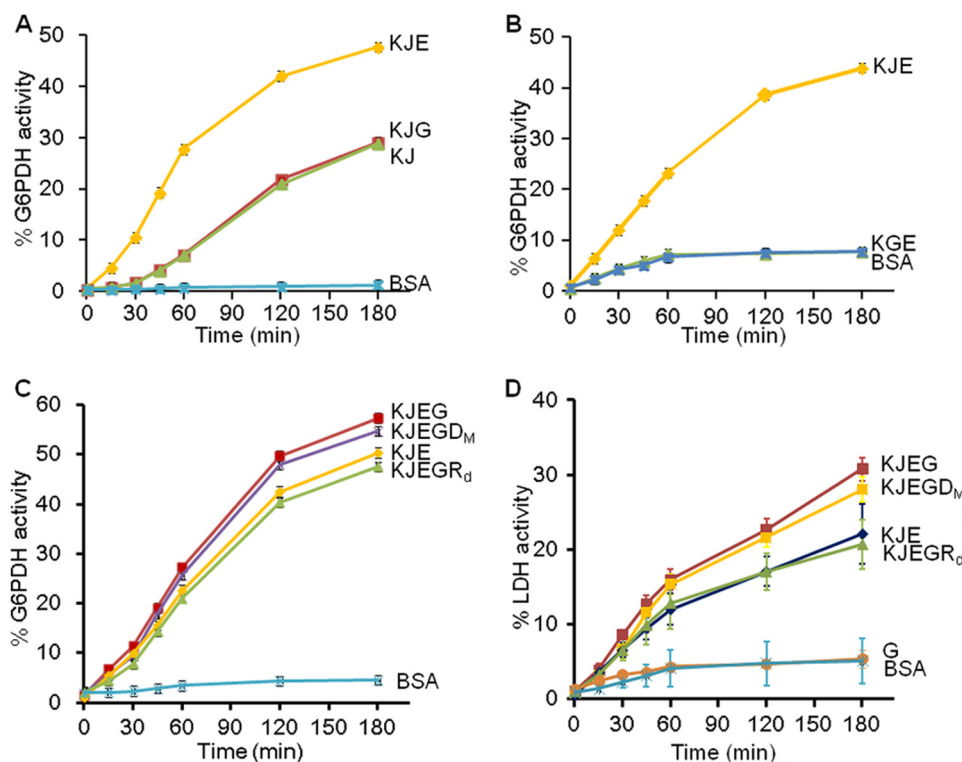 A
% G6PDH activity
50
40
30
20
10
0
KJE
KJG
KJ
BSA
0 30 60 90 120 150 180
Time (min)
B
% G6PDH activity
50
40
30
20
10
0
KJE
KGE
BSA
0 30 60 90 120 150 180
Time (min)
C
% G6PDH activity
60
50
40
30
20
10
0
KJEG
KJEGDM
KJE
KJEGRd
BSA
0 30 60 90 120 150 180
Time (min)
D
% LDH activity
40
30
20
10
0
KJEG
KJEGDM
KJE
KJEGRd
G
BSA
0 30 60 90 120 150 180
Time (min)